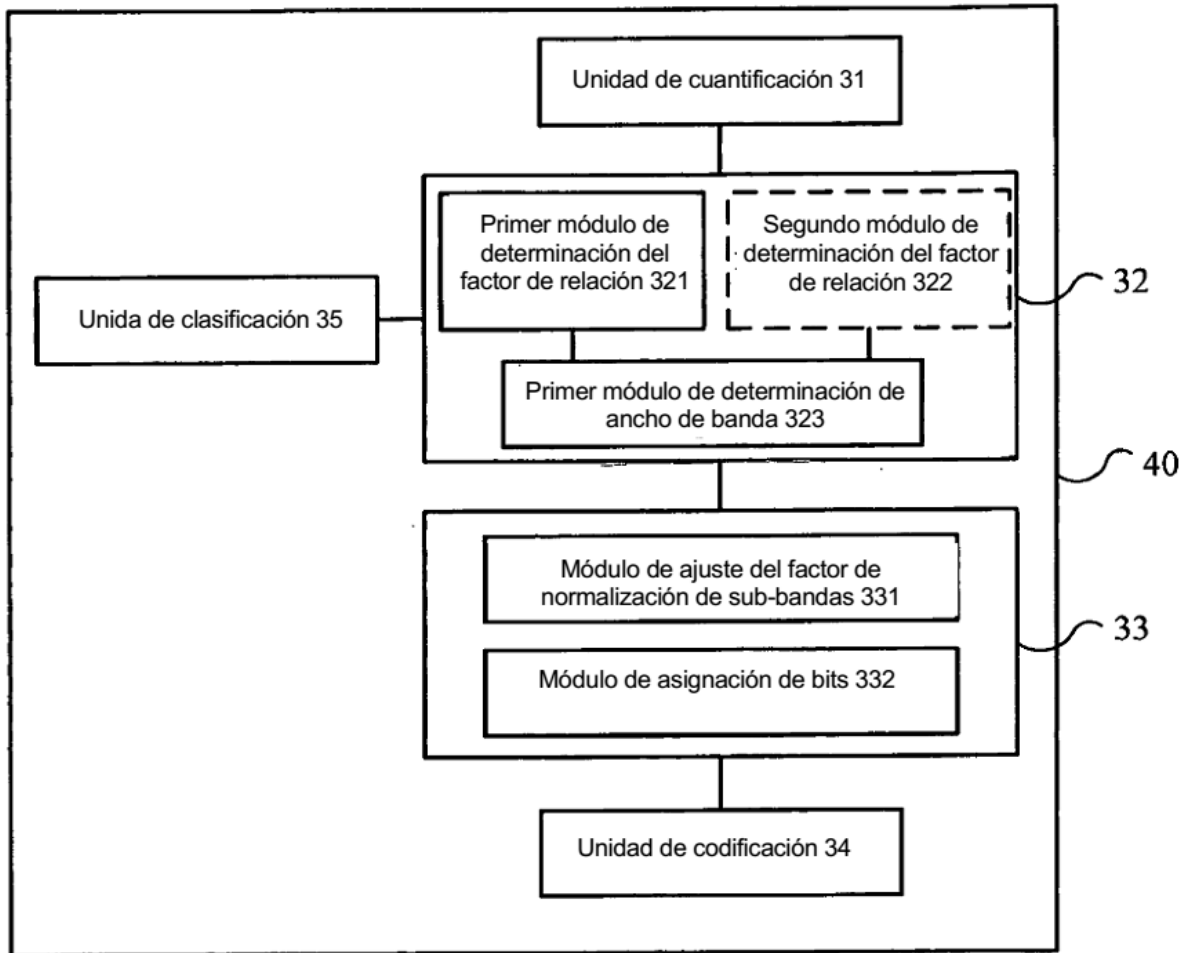 Unidad de cuantificación 31
Primer módulo de
determinación del
factor de relación 321
Segundo módulo de
determinación del factor
de relación 322
32
Unida de clasificación 35
Primer módulo de determinación de
ancho de banda 323
40
Módulo de ajuste del factor de
normalización de sub-bandas 331
33
Módulo de asignación de bits 332
Unidad de codificación 34